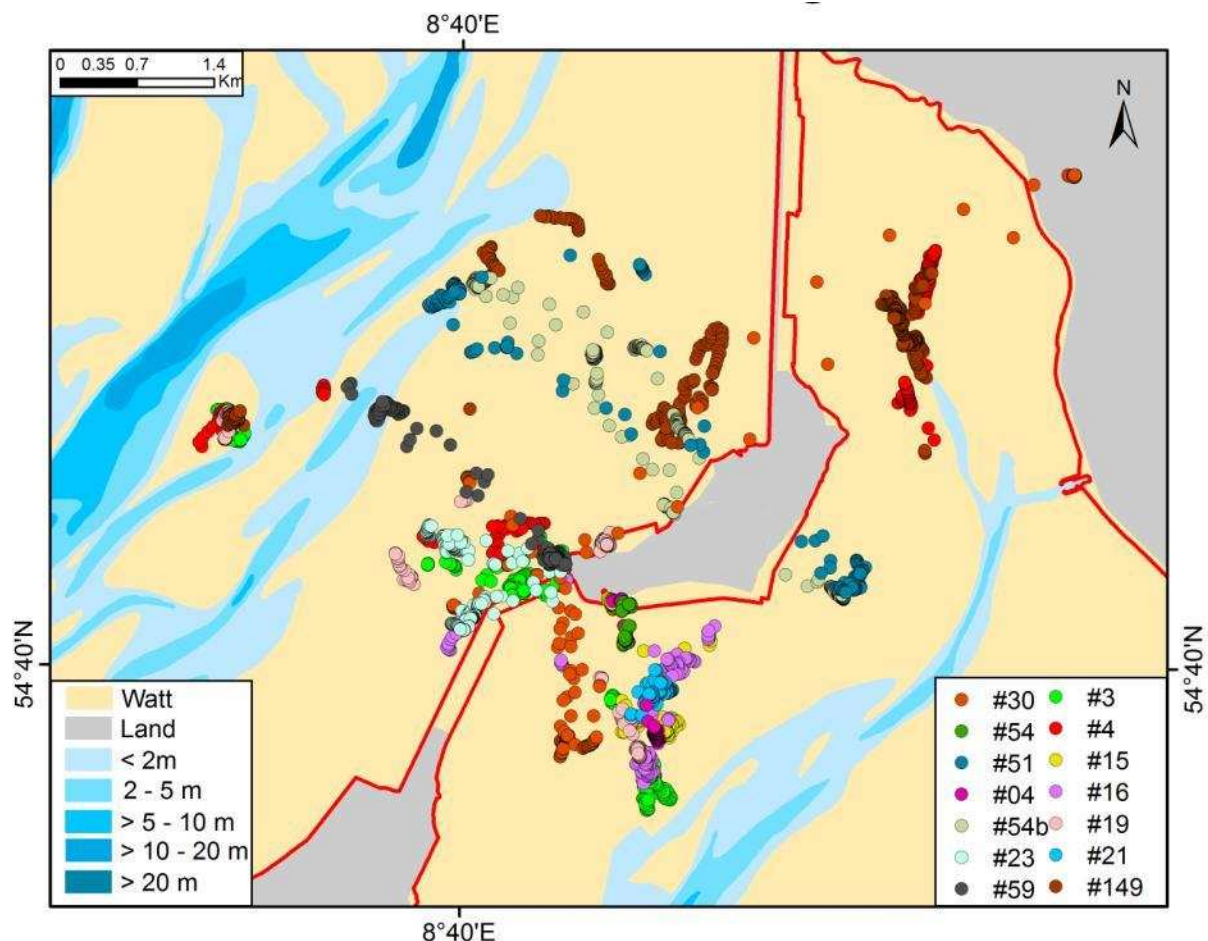 8°40'E
0 0.35 0.7 1.4
Km
N
54°40'N
54°40'N
Watt
Land
< 2m
2 - 5 m
> 5 - 10 m
> 10 - 20 m
> 20 m
#30 #3
#54 #4
#51 #15
#04 #16
#54b #19
#23 #21
#59 #149
8°40'E